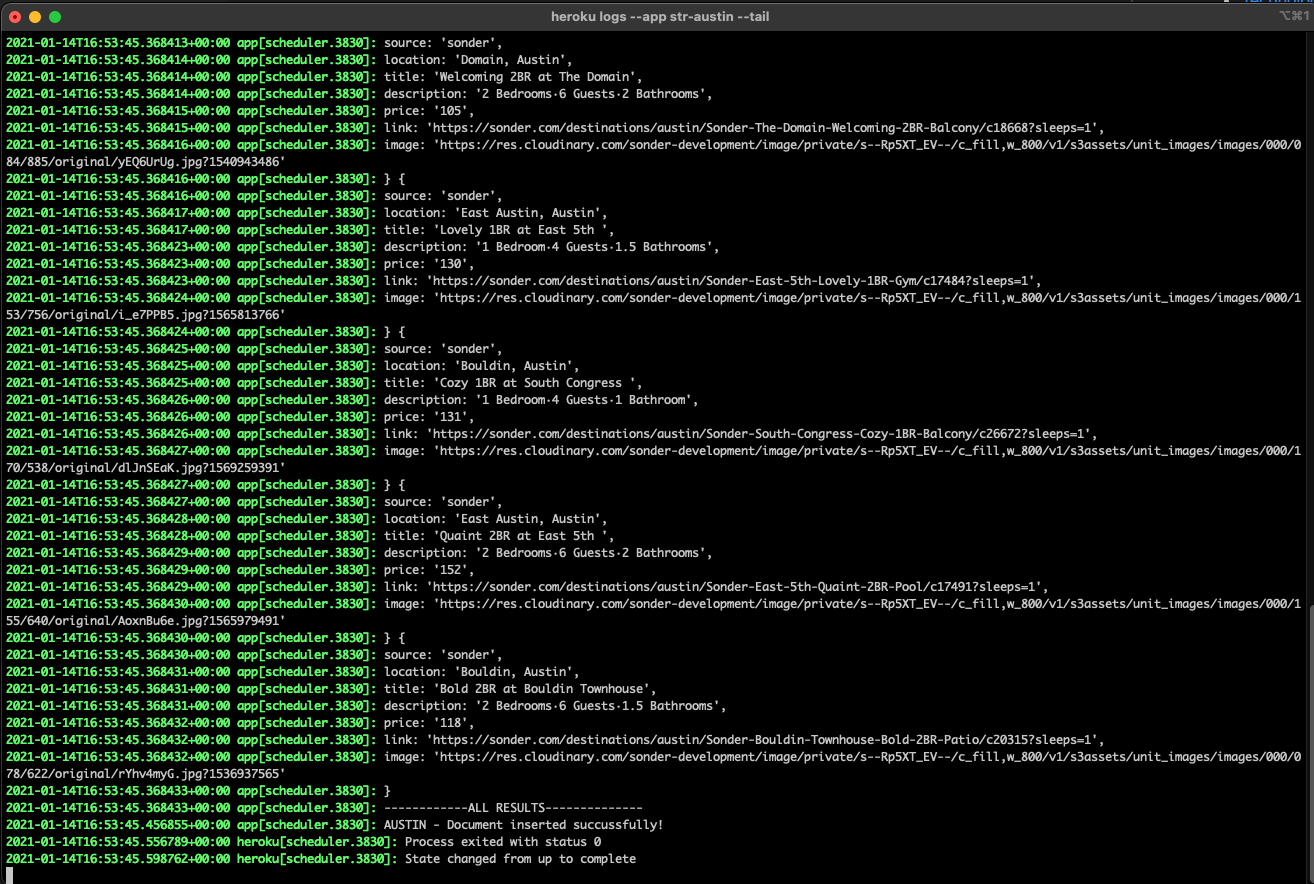 heroku logs --app str-austin --tail
⌥⌘1
2021-01-14T16:53:45.368413+00:00 app[scheduler.3830]: source: 'sonder',
2021-01-14T16:53:45.368414+00:00 app[scheduler.3830]: location: 'Domain, Austin',
2021-01-14T16:53:45.368414+00:00 app[scheduler.3830]: title: 'Welcoming 2BR at The Domain',
2021-01-14T16:53:45.368414+00:00 app[scheduler.3830]: description: '2 Bedrooms·6 Guests·2 Bathrooms',
2021-01-14T16:53:45.368415+00:00 app[scheduler.3830]: price: '105',
2021-01-14T16:53:45.368415+00:00 app[scheduler.3830]: link: 'https://sonder.com/destinations/austin/Sonder-The-Domain-Welcoming-2BR-Balcony/c18668?sleeps=1',
2021-01-14T16:53:45.368416+00:00 app[scheduler.3830]: image: 'https://res.cloudinary.com/sonder-development/image/private/s--Rp5XT_EV--/c_fill,w_800/v1/s3assets/unit_images/images/000/0
84/885/original/yEQ6UrUg.jpg?1540943486'
2021-01-14T16:53:45.368416+00:00 app[scheduler.3830]: } {
2021-01-14T16:53:45.368416+00:00 app[scheduler.3830]: source: 'sonder',
2021-01-14T16:53:45.368417+00:00 app[scheduler.3830]: location: 'East Austin, Austin',
2021-01-14T16:53:45.368417+00:00 app[scheduler.3830]: title: 'Lovely 1BR at East 5th ',
2021-01-14T16:53:45.368423+00:00 app[scheduler.3830]: description: '1 Bedroom·4 Guests·1.5 Bathrooms',
2021-01-14T16:53:45.368423+00:00 app[scheduler.3830]: price: '130',
2021-01-14T16:53:45.368423+00:00 app[scheduler.3830]: link: 'https://sonder.com/destinations/austin/Sonder-East-5th-Lovely-1BR-Gym/c17484?sleeps=1',
2021-01-14T16:53:45.368424+00:00 app[scheduler.3830]: image: 'https://res.cloudinary.com/sonder-development/image/private/s--Rp5XT_EV--/c_fill,w_800/v1/s3assets/unit_images/images/000/1
53/756/original/i_e7PPB5.jpg?1565813766'
2021-01-14T16:53:45.368424+00:00 app[scheduler.3830]: } {
2021-01-14T16:53:45.368425+00:00 app[scheduler.3830]: source: 'sonder',
2021-01-14T16:53:45.368425+00:00 app[scheduler.3830]: location: 'Bouldin, Austin',
2021-01-14T16:53:45.368425+00:00 app[scheduler.3830]: title: 'Cozy 1BR at South Congress ',
2021-01-14T16:53:45.368426+00:00 app[scheduler.3830]: description: '1 Bedroom·4 Guests·1 Bathroom',
2021-01-14T16:53:45.368426+00:00 app[scheduler.3830]: price: '131',
2021-01-14T16:53:45.368426+00:00 app[scheduler.3830]: link: 'https://sonder.com/destinations/austin/Sonder-South-Congress-Cozy-1BR-Balcony/c26672?sleeps=1',
2021-01-14T16:53:45.368427+00:00 app[scheduler.3830]: image: 'https://res.cloudinary.com/sonder-development/image/private/s--Rp5XT_EV--/c_fill,w_800/v1/s3assets/unit_images/images/000/1
70/538/original/dlJnSEaK.jpg?1569259391'
2021-01-14T16:53:45.368427+00:00 app[scheduler.3830]: } {
2021-01-14T16:53:45.368427+00:00 app[scheduler.3830]: source: 'sonder',
2021-01-14T16:53:45.368428+00:00 app[scheduler.3830]: location: 'East Austin, Austin',
2021-01-14T16:53:45.368428+00:00 app[scheduler.3830]: title: 'Quaint 2BR at East 5th ',
2021-01-14T16:53:45.368429+00:00 app[scheduler.3830]: description: '2 Bedrooms·6 Guests·2 Bathrooms',
2021-01-14T16:53:45.368429+00:00 app[scheduler.3830]: price: '152',
2021-01-14T16:53:45.368429+00:00 app[scheduler.3830]: link: 'https://sonder.com/destinations/austin/Sonder-East-5th-Quaint-2BR-Pool/c17491?sleeps=1',
2021-01-14T16:53:45.368430+00:00 app[scheduler.3830]: image: 'https://res.cloudinary.com/sonder-development/image/private/s--Rp5XT_EV--/c_fill,w_800/v1/s3assets/unit_images/images/000/1
55/640/original/AoxnBu6e.jpg?1565979491'
2021-01-14T16:53:45.368430+00:00 app[scheduler.3830]: } {
2021-01-14T16:53:45.368430+00:00 app[scheduler.3830]: source: 'sonder',
2021-01-14T16:53:45.368431+00:00 app[scheduler.3830]: location: 'Bouldin, Austin',
2021-01-14T16:53:45.368431+00:00 app[scheduler.3830]: title: 'Bold 2BR at Bouldin Townhouse',
2021-01-14T16:53:45.368431+00:00 app[scheduler.3830]: description: '2 Bedrooms·6 Guests·1.5 Bathrooms',
2021-01-14T16:53:45.368432+00:00 app[scheduler.3830]: price: '118',
2021-01-14T16:53:45.368432+00:00 app[scheduler.3830]: link: 'https://sonder.com/destinations/austin/Sonder-Bouldin-Townhouse-Bold-2BR-Patio/c20315?sleeps=1',
2021-01-14T16:53:45.368432+00:00 app[scheduler.3830]: image: 'https://res.cloudinary.com/sonder-development/image/private/s--Rp5XT_EV--/c_fill,w_800/v1/s3assets/unit_images/images/000/0
78/622/original/rYhv4myG.jpg?1536937565'
2021-01-14T16:53:45.368433+00:00 app[scheduler.3830]: }
2021-01-14T16:53:45.368433+00:00 app[scheduler.3830]: ------------ALL RESULTS--------------
2021-01-14T16:53:45.456855+00:00 app[scheduler.3830]: AUSTIN - Document inserted succussfully!
2021-01-14T16:53:45.556789+00:00 heroku[scheduler.3830]: Process exited with status 0
2021-01-14T16:53:45.598762+00:00 heroku[scheduler.3830]: State changed from up to complete